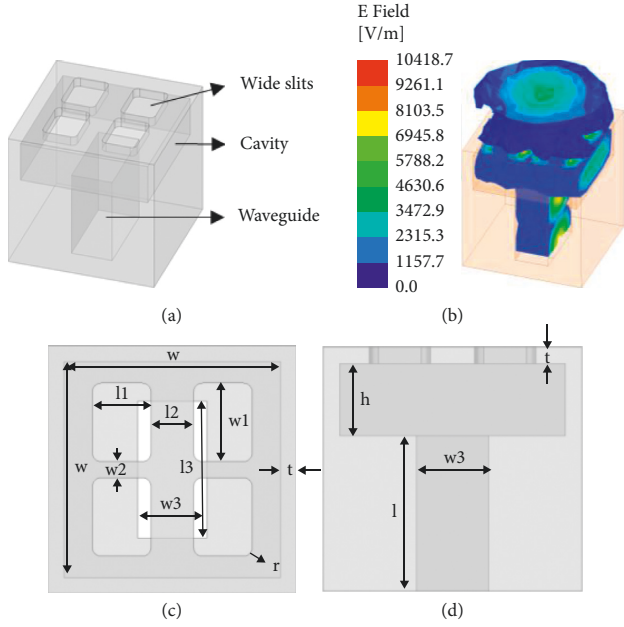 Wide slits
Cavity
Waveguide
(a)
E Field
[V/m]
10418.7
9261.1
8103.5
6945.8
5788.2
4630.6
3472.9
2315.3
1157.7
0.0
(b)
w
l1
l2
w1
w2
w
l3
w3
t
r
(c)
t
h
w3
l
(d)